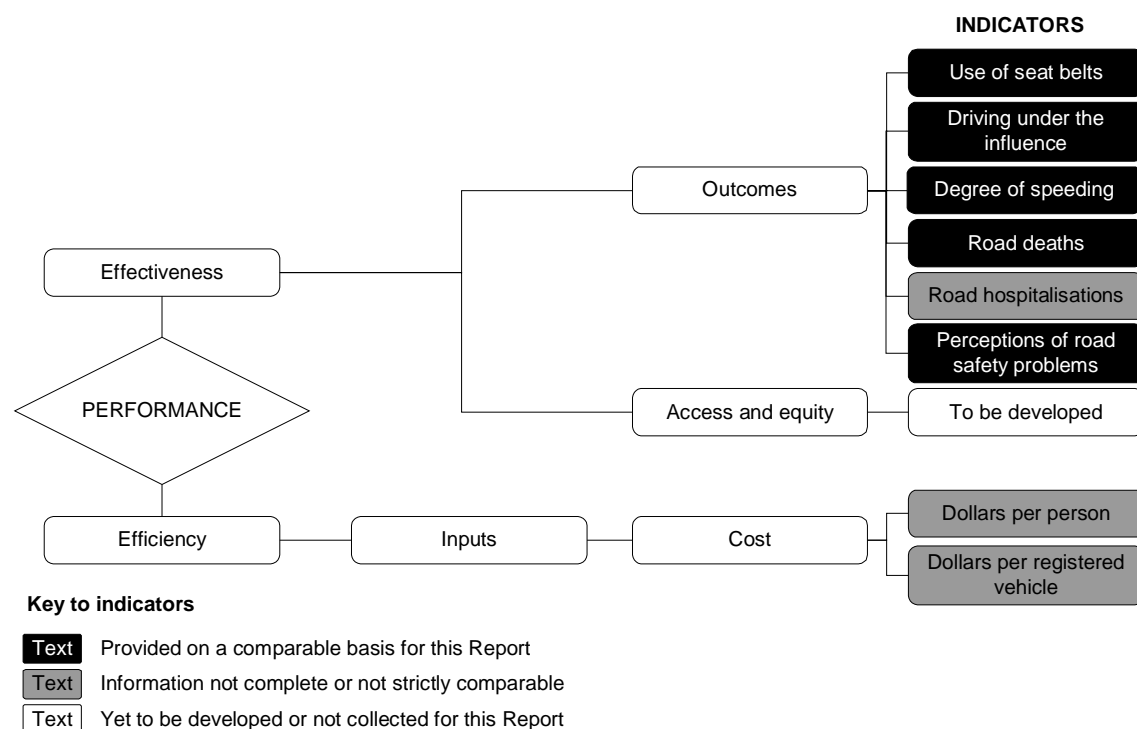 INDICATORS
Use of seat belts
Driving under the
influence
Outcomes
Degree of speeding
Road deaths
Effectiveness
Road hospitalisations
Perceptions of road
safety problems
PERFORMANCE
Access and equity
To be developed
Efficiency
Inputs
Cost
Dollars per person
Dollars per registered
vehicle
Key to indicators
Text Provided on a comparable basis for this Report
Text Information not complete or not strictly comparable
Text Yet to be developed or not collected for this Report